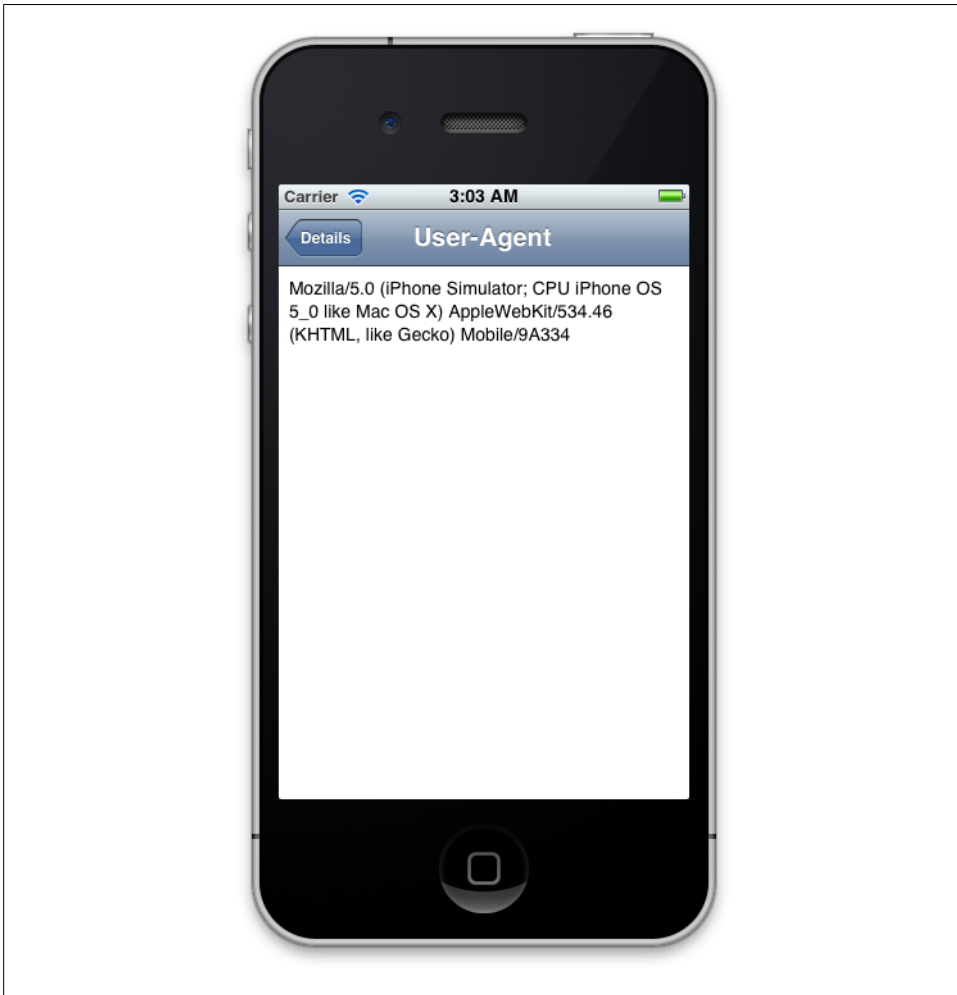 Carrier 3:03 AM
Details User-Agent
Mozilla/5.0 (iPhone Simulator; CPU iPhone OS
5_0 like Mac OS X) AppleWebKit/534.46
(KHTML, like Gecko) Mobile/9A334